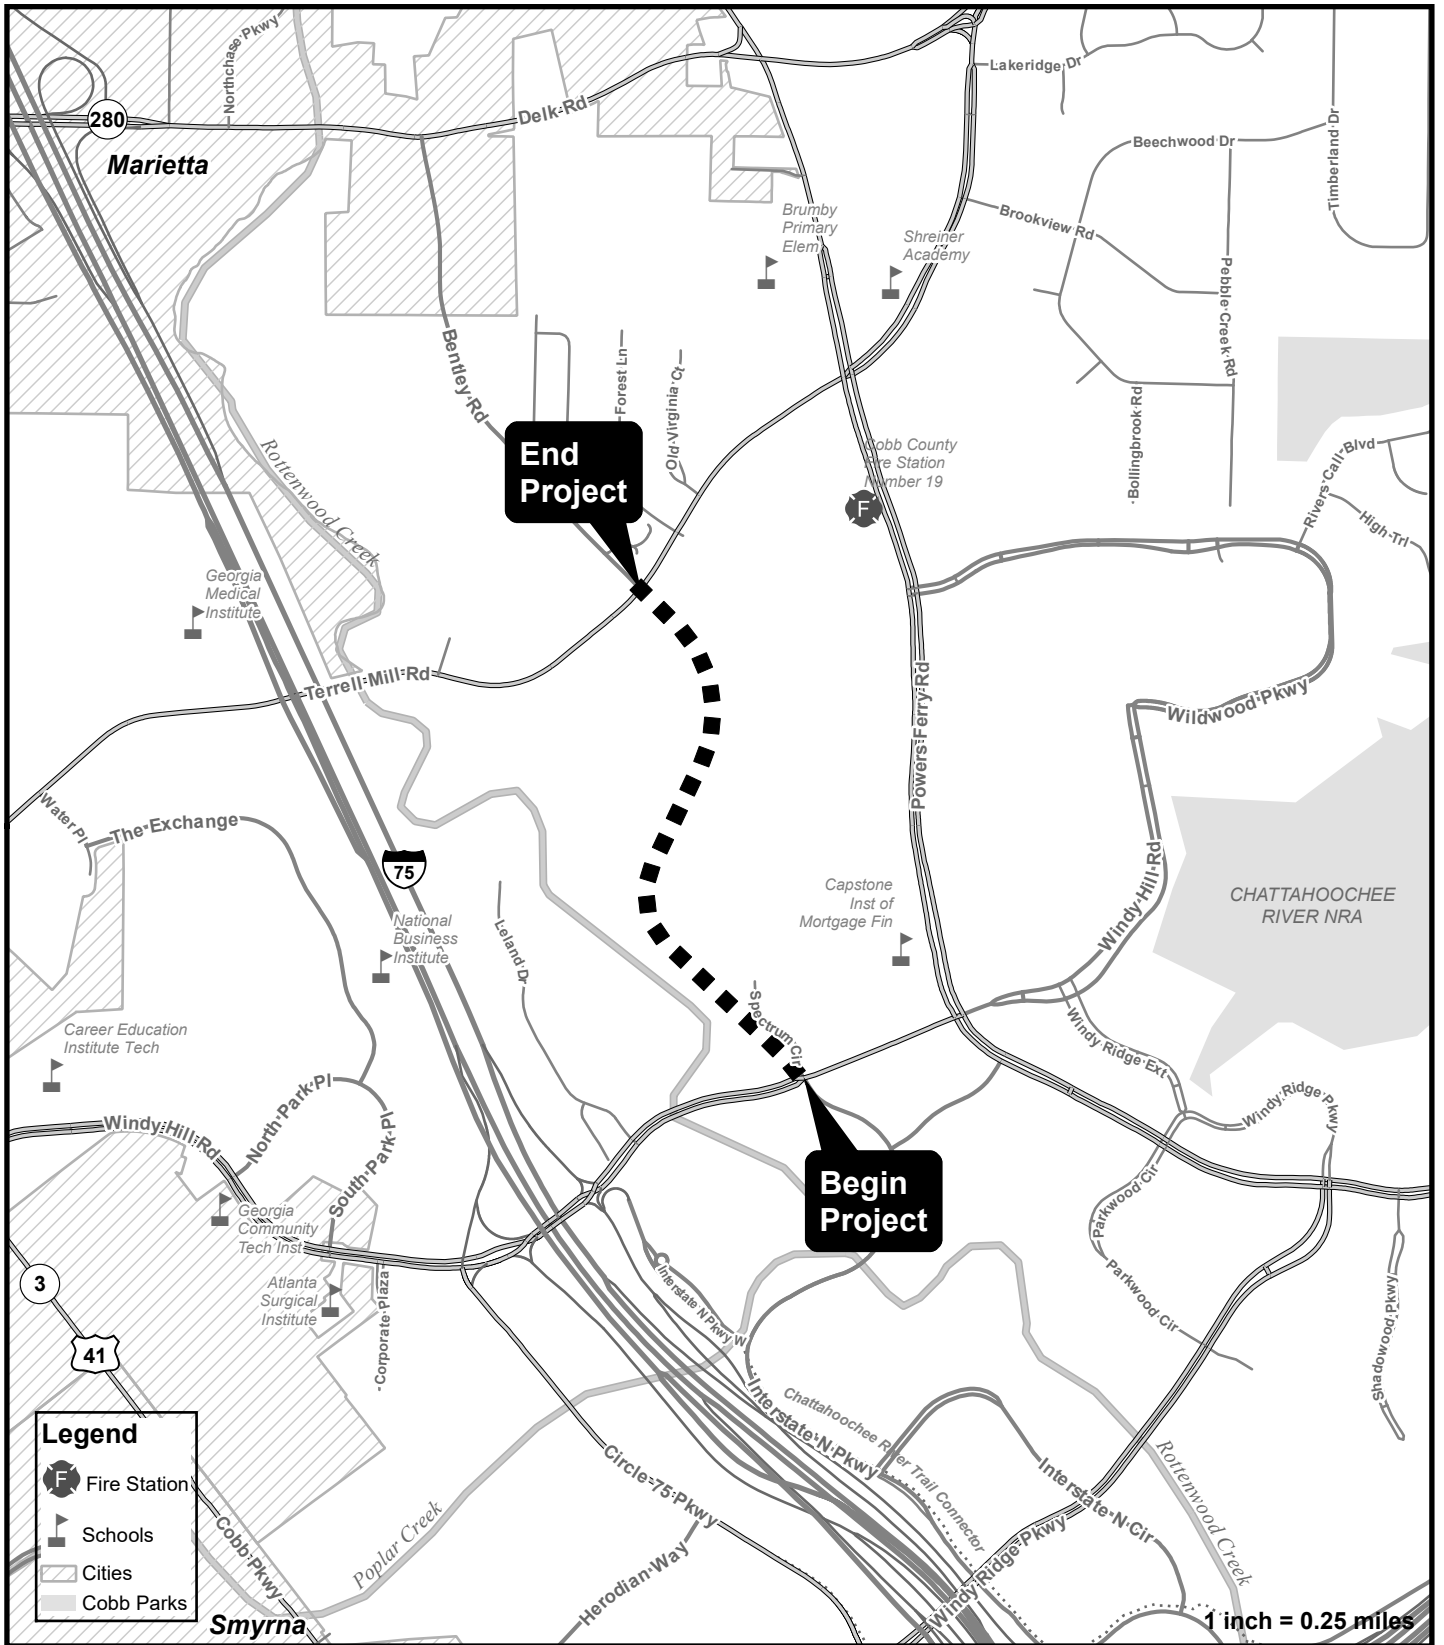 Northchase Pkwy
280
Marietta
Delk Rd
Lakeridge Dr
Beechwood Dr
Timberland Dr
Brumby
Primary
Elem
Shreiner
Academy
Brookview Rd
Pebble Creek Rd
Bentley Rd
Forest Ln
Old Virginia Ct
Bollingbrook Rd
Rivers Call Blvd
High Trl
Rottenwood Creek
End
Project
Cobb County
Fire Station
Number 19
F
Georgia
Medical
Institute
Terrell Mill Rd
Powers Ferry Rd
Wildwood Pkwy
Water Pl
The Exchange
75
Windy Hill Rd
CHATTAHOOCHEE
RIVER NRA
Capstone
Inst of
Mortgage Fin
National
Business
Institute
Leland Dr
Spectrum Cir
Career Education
Institute Tech
Windy Ridge Ext
Windy Ridge Pkwy
North Park Pl
South Park Pl
Windy Hill Rd
Parkwood Cir
Begin
Project
Georgia
Community
Tech Inst
Atlanta
Surgical
Institute
Corporate Plaza
3
41
Interstate N Pkwy W
Parkwood Cir
Shadowood Pkwy
Interstate N Pkwy
Chattahoochee River Trail Connector
Circle 75 Pkwy
Interstate N Cir
Rottenwood Creek
Windy Ridge Pkwy
Herodian Way
Poplar Creek
Cobb Pkwy
Smyrna
Legend
F Fire Station
Schools
Cities
Cobb Parks
1 inch = 0.25 miles